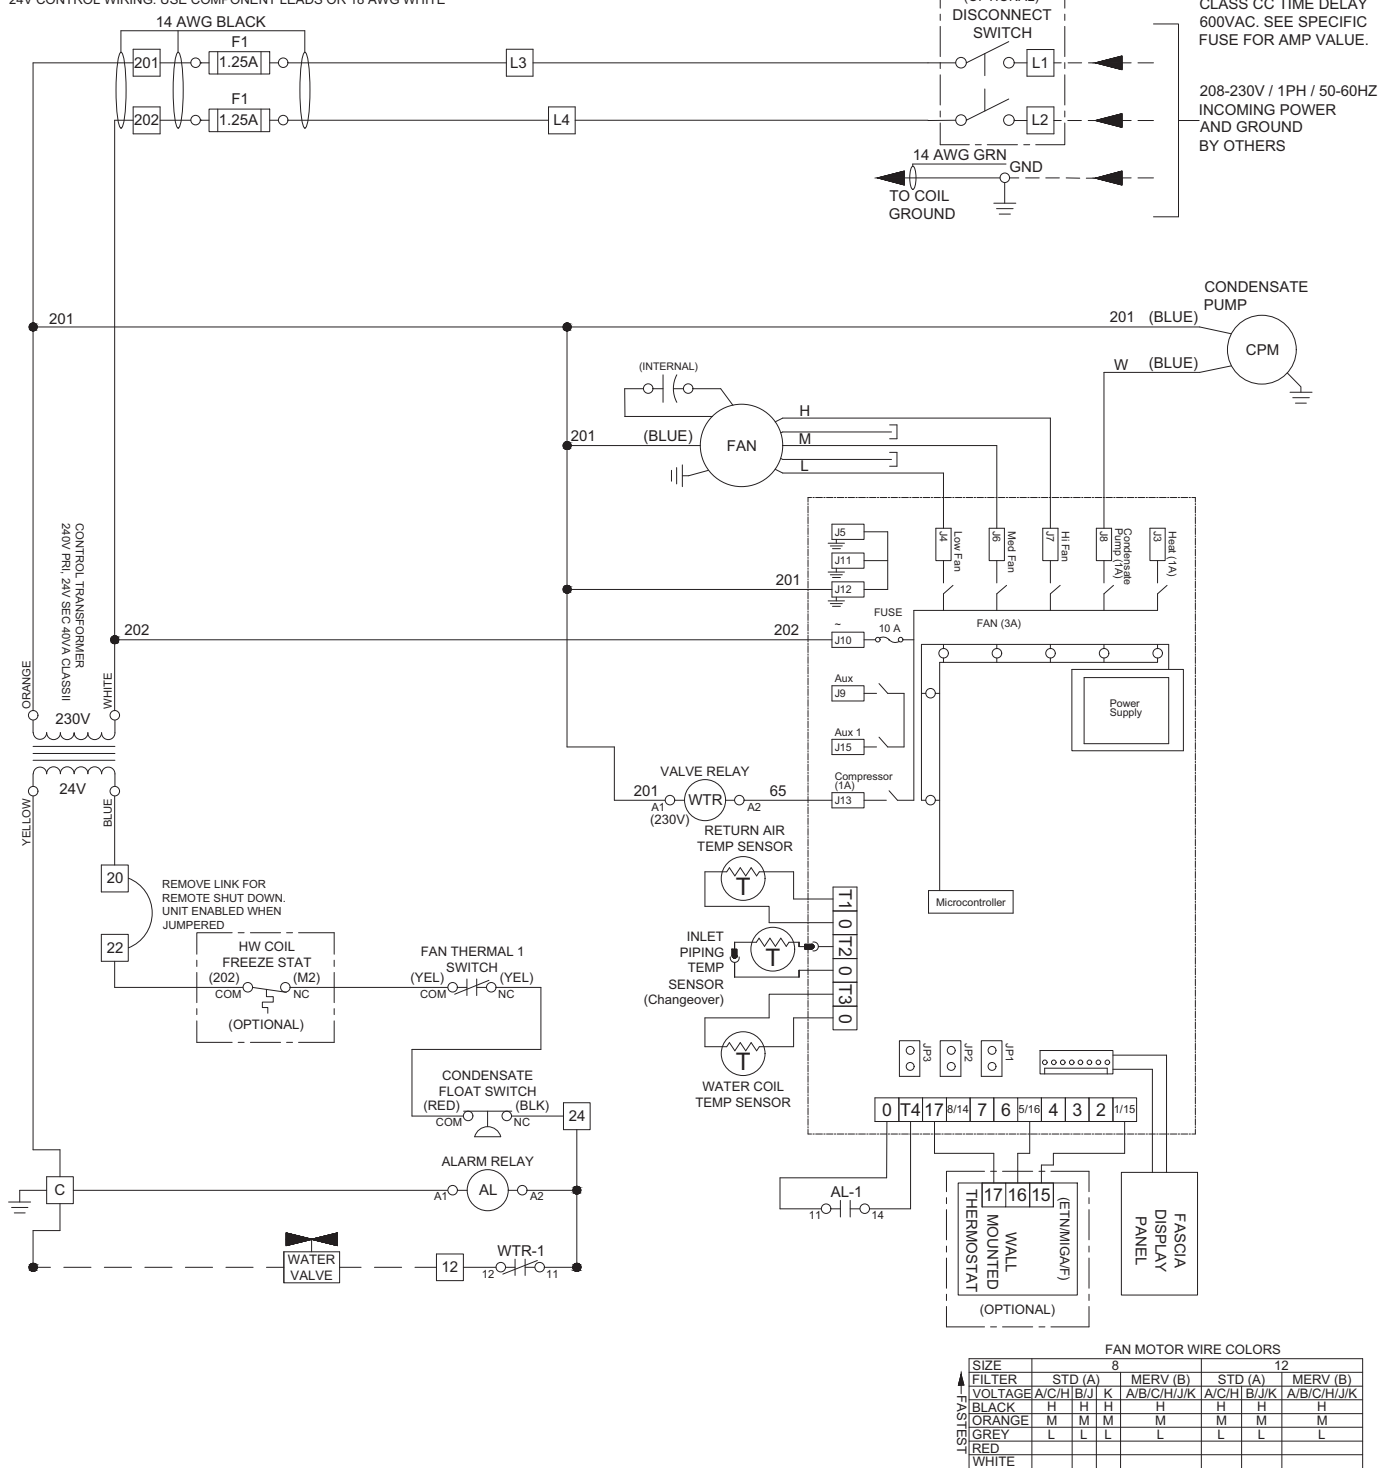 24V CONTROL WIRING: USE COMPONENT LEADS OR 18 AWG WHITE
14 AWG BLACK
201
F1
1.25A
L3
202
F1
1.25A
L4
(OPTIONAL)
DISCONNECT
SWITCH
L1
L2
CLASS CC TIME DELAY
600VAC. SEE SPECIFIC
FUSE FOR AMP VALUE.
208-230V / 1PH / 50-60HZ
INCOMING POWER
AND GROUND
BY OTHERS
14 AWG GRN
GND
TO COIL
GROUND
201
CONDENSATE
PUMP
201 (BLUE)
CPM
W (BLUE)
(INTERNAL)
201 (BLUE)
FAN
H
M
L
J5
J11
201
J12
FUSE
10 A
202
202
~
J10
J4
Low Fan
J6
Med Fan
J7
Hi Fan
J8
Condensate
Pump (1A)
J3
Heat (1A)
FAN (3A)
Aux
J9
Aux 1
J15
Compressor
(1A)
J13
Power
Supply
Microcontroller
CONTROL TRANSFORMER
240V PRI, 24V SEC 40VA CLASSII
ORANGE
WHITE
230V
24V
YELLOW
BLUE
VALVE RELAY
201
A1
WTR
A2
65
(230V)
RETURN AIR
TEMP SENSOR
T
INLET
PIPING
TEMP
SENSOR
(Changeover)
T
WATER COIL
TEMP SENSOR
T
T1
0
T2
0
T3
0
20
22
REMOVE LINK FOR
REMOTE SHUT DOWN.
UNIT ENABLED WHEN
JUMPERED
HW COIL
FREEZE STAT
(202) (M2)
COM NC
(OPTIONAL)
FAN THERMAL 1
SWITCH
(YEL) (YEL)
COM NC
CONDENSATE
FLOAT SWITCH
(RED) (BLK)
COM NC
24
ALARM RELAY
A1
AL
A2
C
WATER
VALVE
12
WTR-1
12 11
JP3
JP2
JP1
0 T4 17 8/14 7 6 5/16 4 3 2 1/15
AL-1
11 14
17 16 15
WALL
MOUNTED
THERMOSTAT
(ETN/MIGA/F)
(OPTIONAL)
FASCIA
DISPLAY
PANEL
FAN MOTOR WIRE COLORS
SIZE 8 12
FILTER STD (A) MERV (B) STD (A) MERV (B)
VOLTAGE A/C/H B/J K A/B/C/H/J/K A/C/H B/J/K A/B/C/H/J/K
BLACK H H H H H H H
ORANGE M M M M M M M
GREY L L L L L L L
RED
WHITE
FASTEST